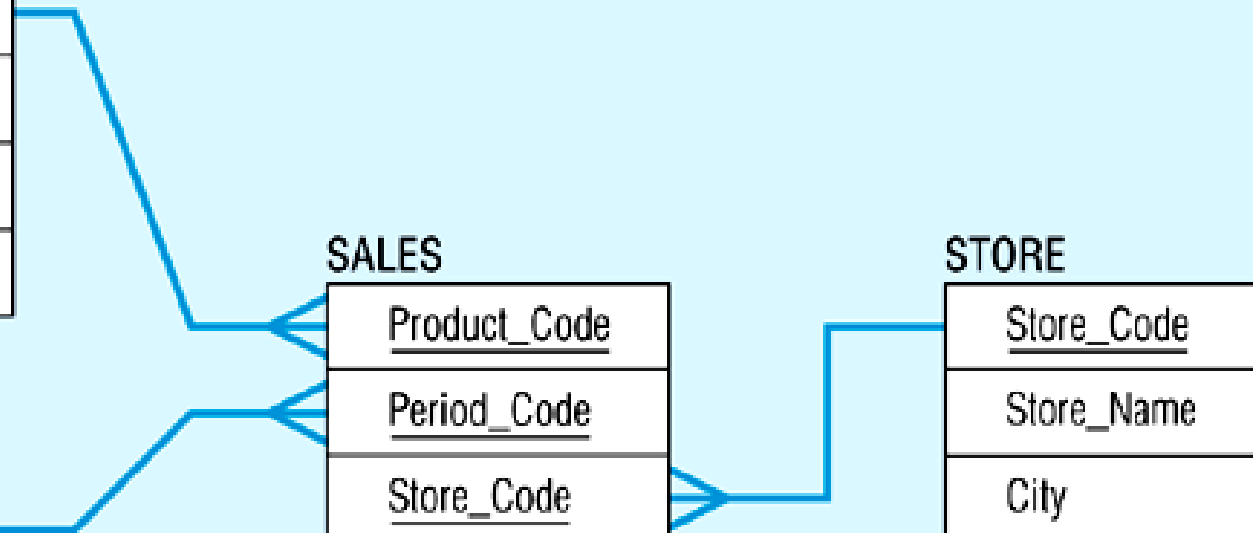 SALES
Product_Code
Period_Code
Store_Code
STORE
Store_Code
Store_Name
City